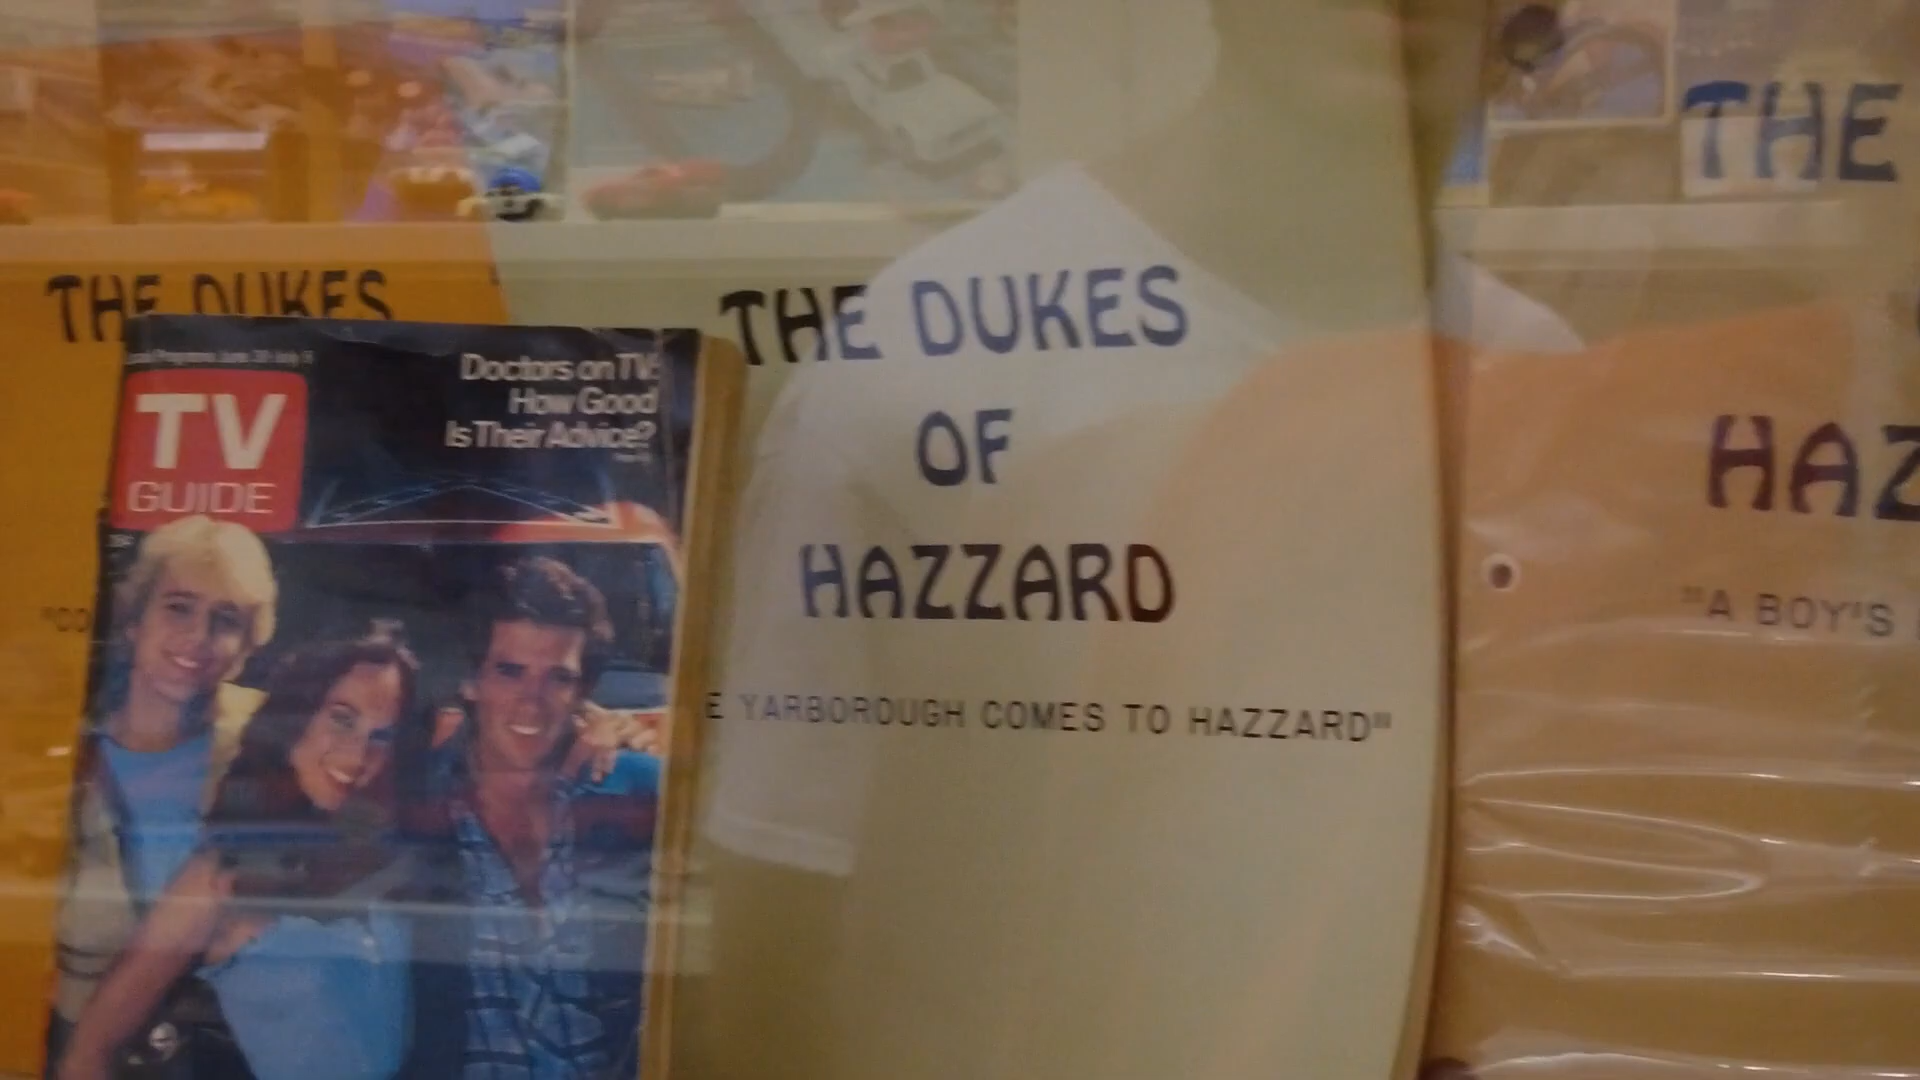 THE DUKES
"CO
TV
GUIDE
Doctors on TV:
How Good
Is Their Advice?
THE DUKES
OF
HAZZARD
E YARBOROUGH COMES TO HAZZARD"
THE
HAZ
"A BOY'S